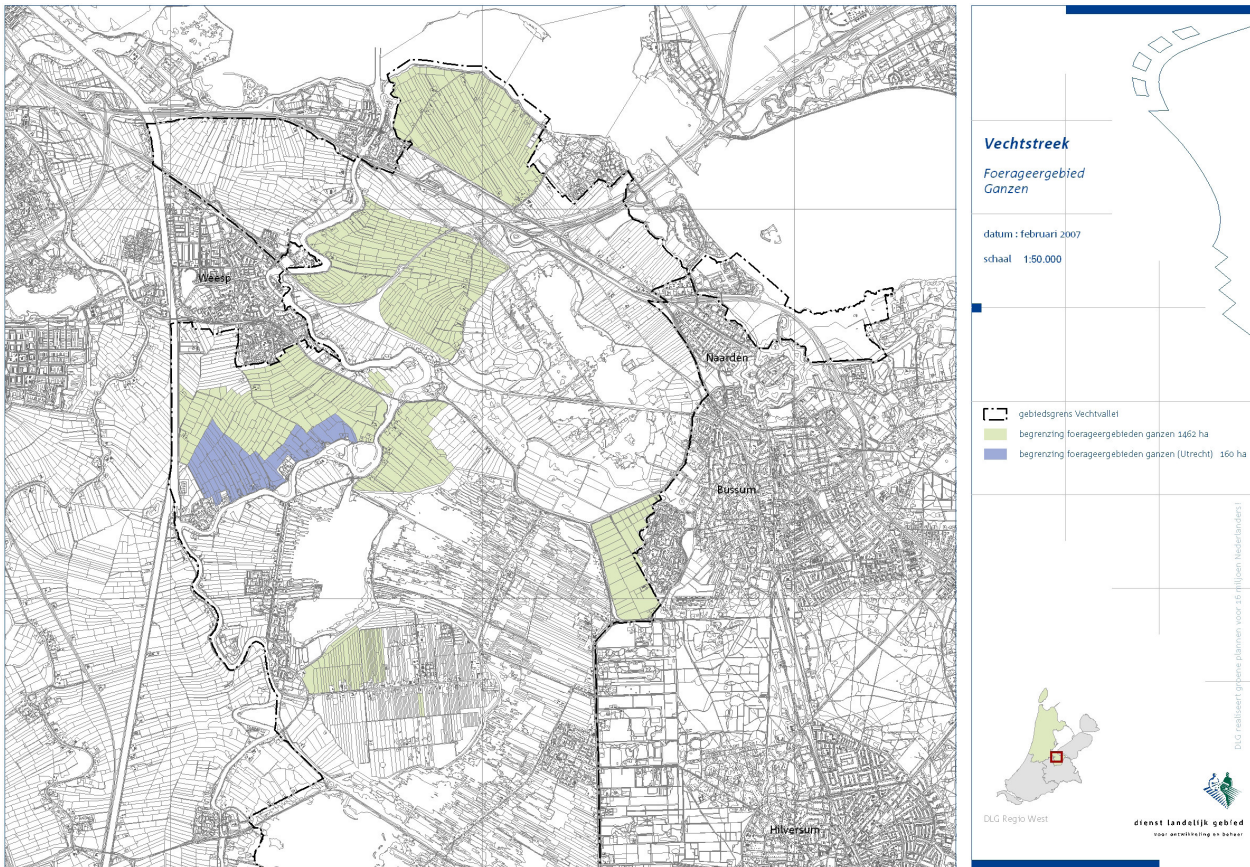 Weesp
Naarden
Bussum
Hilversum
Vechtstreek
Foerageergebied
Ganzen
datum : februari 2007
schaal 1:50.000
gebiedsgrens Vechtvallei
begrenzing foerageergebieden ganzen 1462 ha
begrenzing foerageergebieden ganzen (Utrecht) 160 ha
DLG realiseert groene plannen voor 16 miljoen Nederlanders!
DLG Regio West
dienst landelijk gebied
voor ontwikkeling en beheer